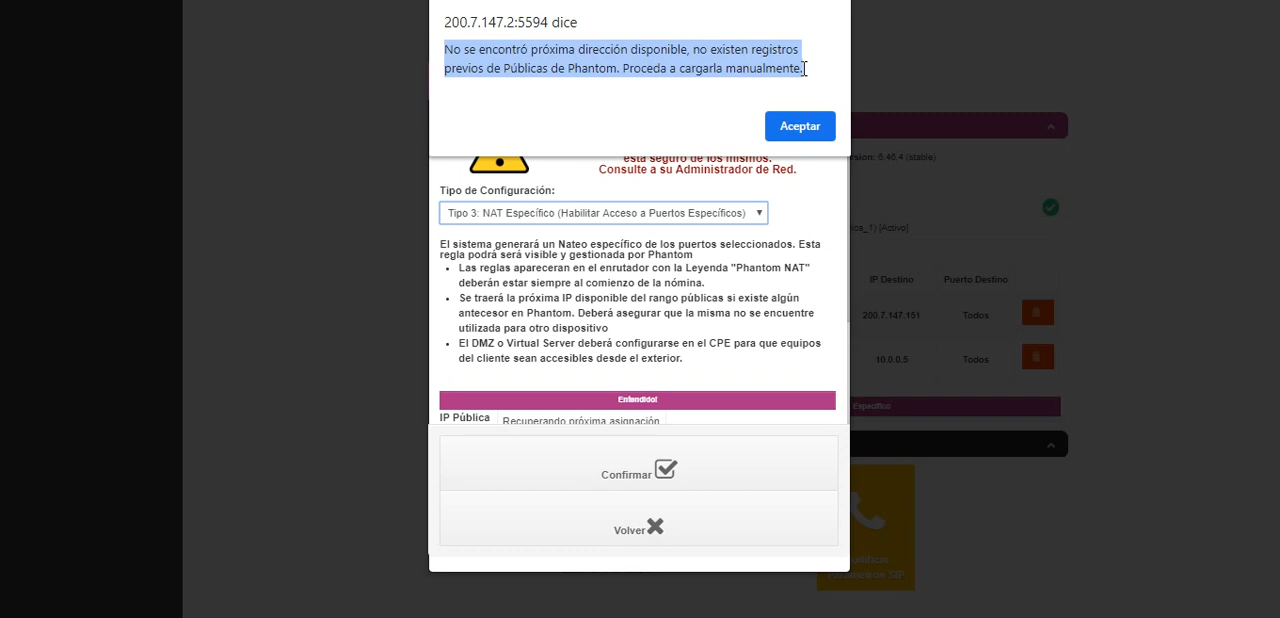 200.7.147.2:5594 dice
No se encontró próxima dirección disponible, no existen registros
previos de Públicas de Phantom. Proceda a cargarla manualmente.
Aceptar
está seguro de los mismos.
Consulte a su Administrador de Red.
Tipo de Configuración:
Tipo 3: NAT Específico (Habilitar Acceso a Puertos Específicos)
El sistema generará un Nateo específico de los puertos seleccionados. Esta
regla podrá será visible y gestionada por Phantom
Las reglas apareceran en el enrutador con la Leyenda "Phantom NAT"
deberán estar siempre al comienzo de la nómina.
Se traerá la próxima IP disponible del rango públicas si existe algún
antecesor en Phantom. Deberá asegurar que la misma no se encuentre
utilizada para otro dispositivo
El DMZ o Virtual Server deberá configurarse en el CPE para que equipos
del cliente sean accesibles desde el exterior.
Entendido!
IP Pública
Recuperando próxima asignación
Confirmar
Volver
6.46.4 (stable)
[Activo]
IP Destino Puerto Destino
200.7.147.151 Todos
10.0.0.5 Todos
Específico
Parámetros SIP